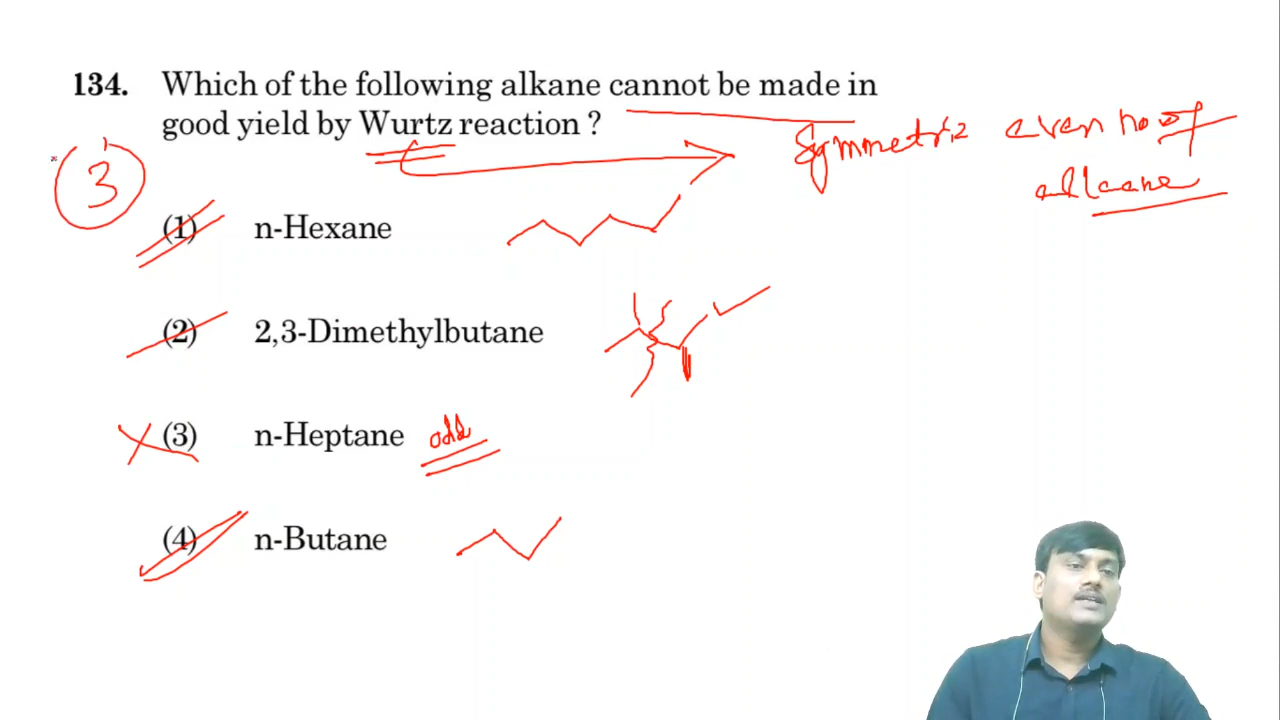 134. Which of the following alkane cannot be made in
good yield by Wurtz reaction ?
Symmetric even no of
alkane
3
(1) n-Hexane
(2) 2,3-Dimethylbutane
(3) n-Heptane odd
(4) n-Butane